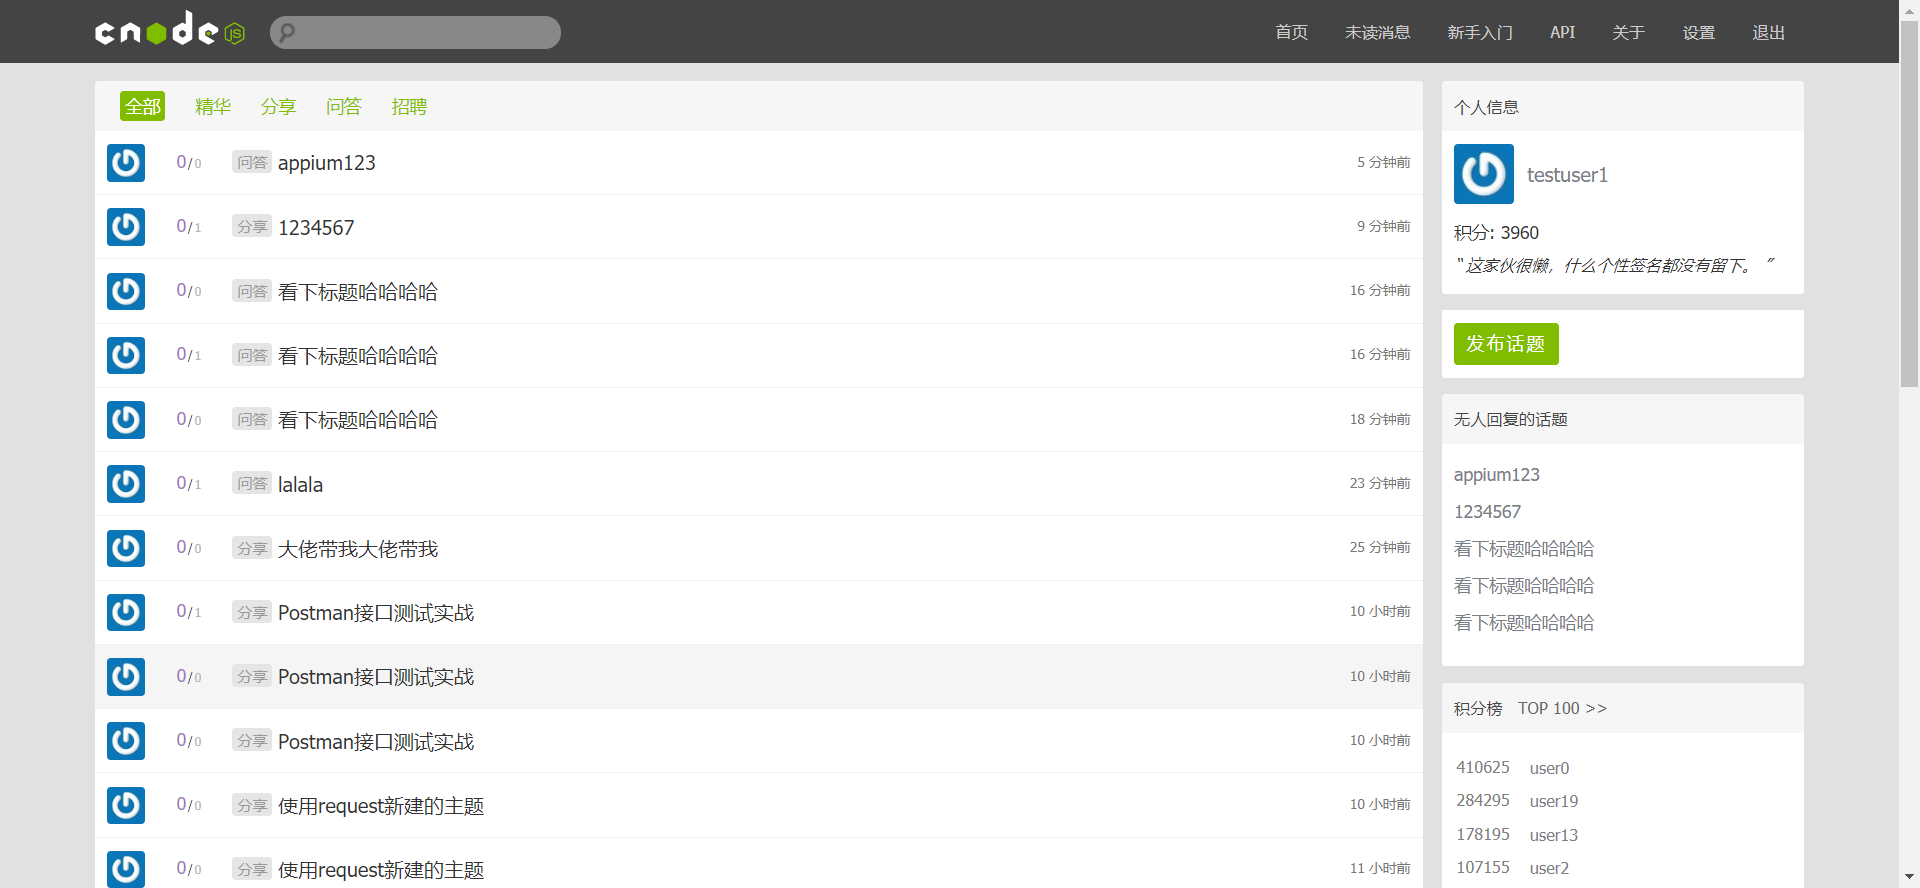 cnode JS
首页 未读消息 新手入门 API 关于 设置 退出
全部 精华 分享 问答 招聘
0/0 问答 appium123 5 分钟前
0/1 分享 1234567 9 分钟前
0/0 问答 看下标题哈哈哈哈 16 分钟前
0/1 问答 看下标题哈哈哈哈 16 分钟前
0/0 问答 看下标题哈哈哈哈 18 分钟前
0/1 问答 lalala 23 分钟前
0/0 分享 大佬带我大佬带我 25 分钟前
0/1 分享 Postman接口测试实战 10 小时前
0/0 分享 Postman接口测试实战 10 小时前
0/0 分享 Postman接口测试实战 10 小时前
0/0 分享 使用request新建的主题 10 小时前
0/0 分享 使用request新建的主题 11 小时前
个人信息
testuser1
积分: 3960
“ 这家伙很懒，什么个性签名都没有留下。 ”
发布话题
无人回复的话题
appium123
1234567
看下标题哈哈哈哈
看下标题哈哈哈哈
看下标题哈哈哈哈
积分榜 TOP 100 >>
410625 user0
284295 user19
178195 user13
107155 user2